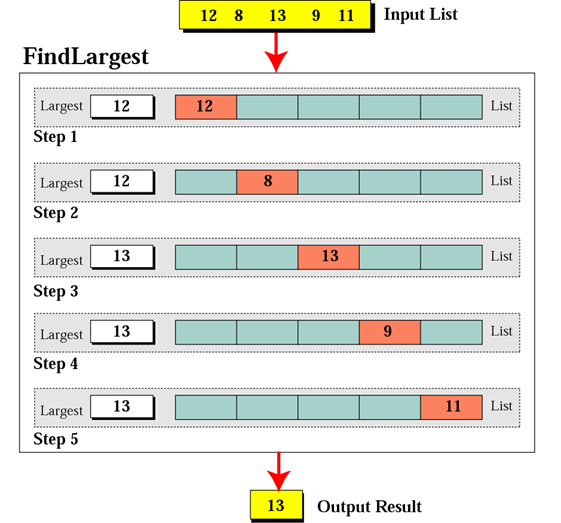 12 8 13 9 11 Input List
FindLargest
Largest 12 12 List
Step 1
Largest 12 8 List
Step 2
Largest 13 13 List
Step 3
Largest 13 9 List
Step 4
Largest 13 11 List
Step 5
13 Output Result